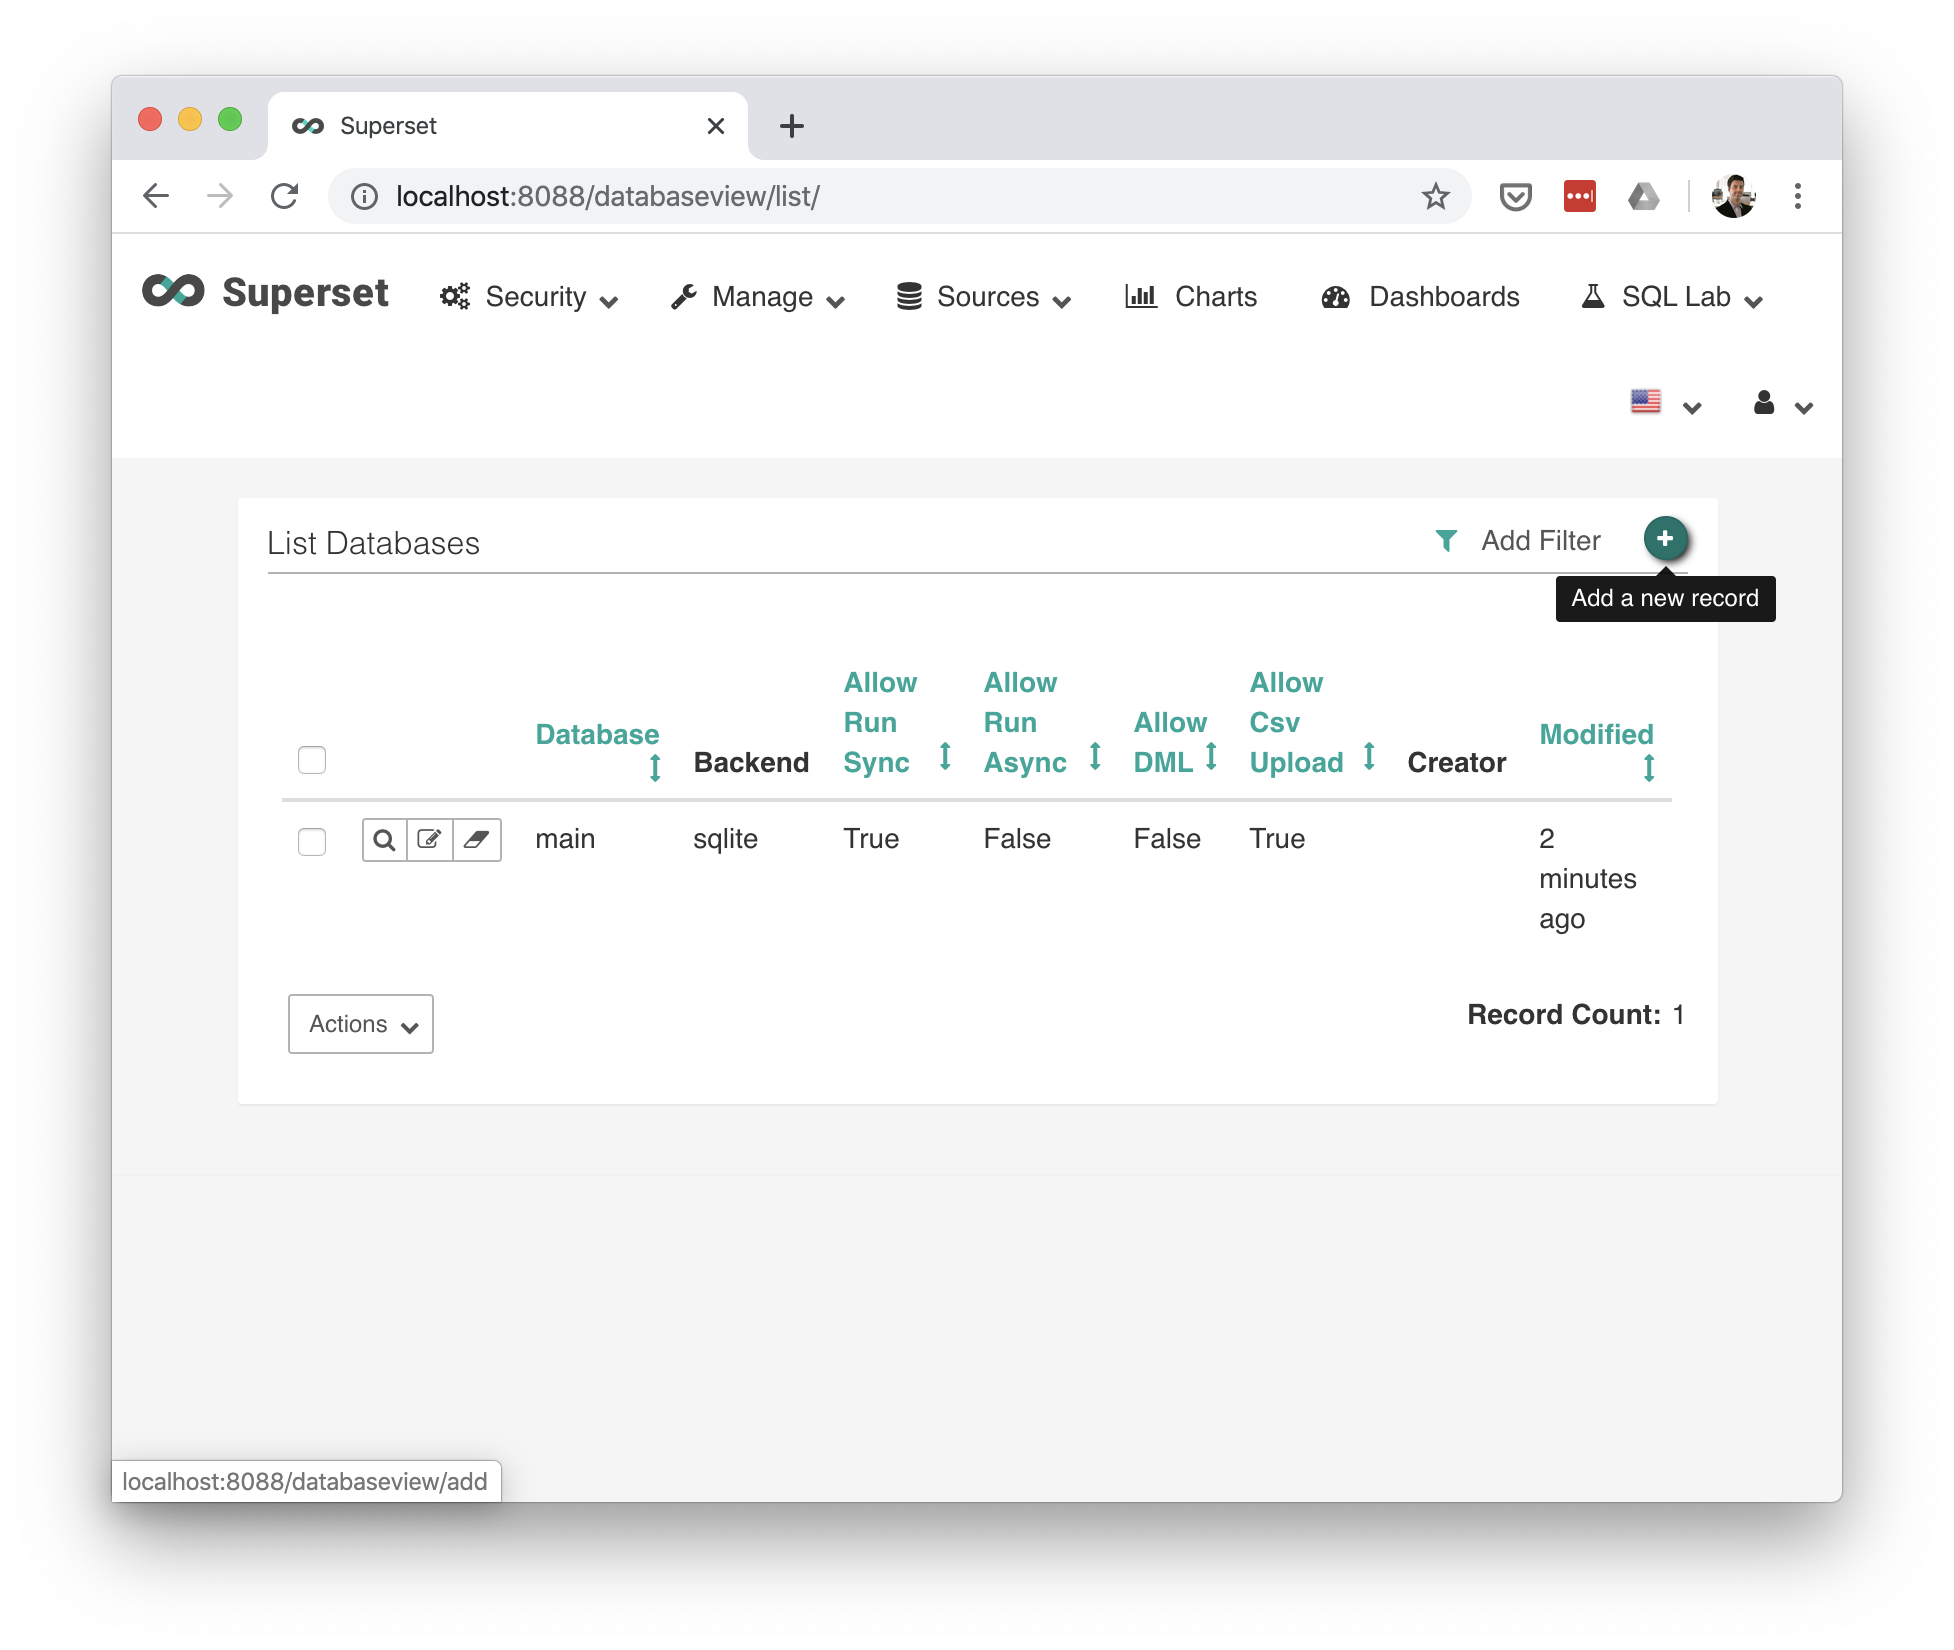 Superset
localhost:8088/databaseview/list/
Superset Security Manage Sources Charts Dashboards SQL Lab
List Databases Add Filter
Add a new record
Database Backend Allow Run Sync Allow Run Async Allow DML Allow Csv Upload Creator Modified
main sqlite True False False True 2 minutes ago
Actions Record Count: 1
localhost:8088/databaseview/add